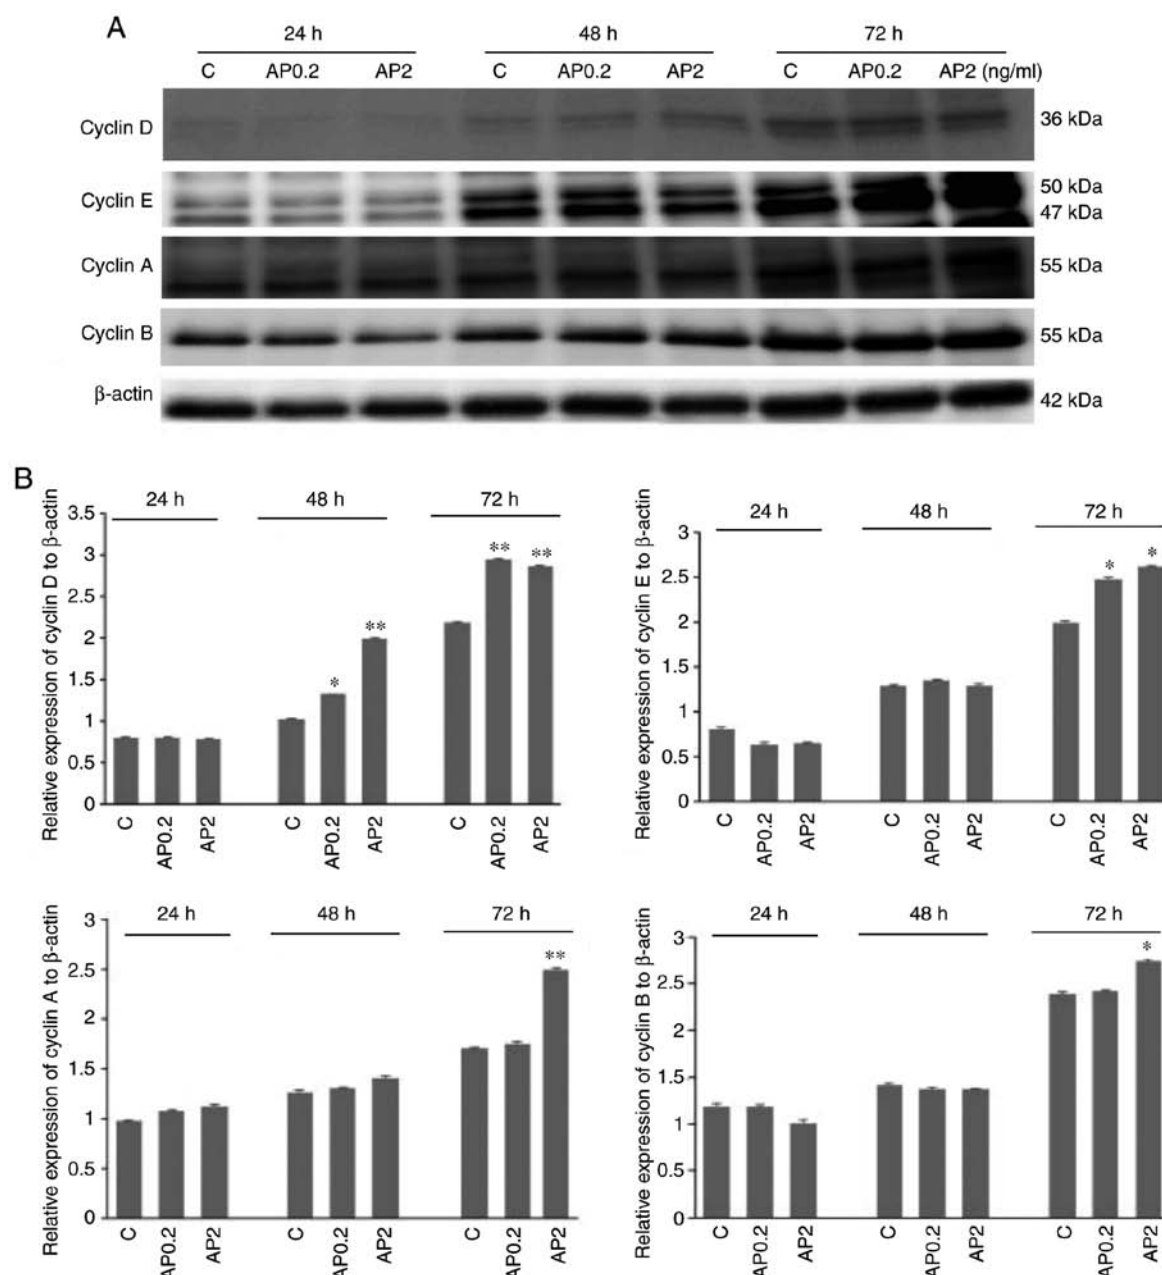 A
24 h 48 h 72 h
C AP0.2 AP2 C AP0.2 AP2 C AP0.2 AP2 (ng/ml)
Cyclin D 36 kDa
Cyclin E 50 kDa
47 kDa
Cyclin A 55 kDa
Cyclin B 55 kDa
β-actin 42 kDa
B
Relative expression of cyclin D to β-actin
24 h 48 h 72 h
3.5
3
2.5
2
1.5
1
0.5
0
* ** ** **
C AP0.2 AP2 C AP0.2 AP2 C AP0.2 AP2
Relative expression of cyclin E to β-actin
24 h 48 h 72 h
3
2.5
2
1.5
1
0.5
0
* *
C AP0.2 AP2 C AP0.2 AP2 C AP0.2 AP2
Relative expression of cyclin A to β-actin
24 h 48 h 72 h
3
2.5
2
1.5
1
0.5
0
**
C AP0.2 AP2 C AP0.2 AP2 C AP0.2 AP2
Relative expression of cyclin B to β-actin
24 h 48 h 72 h
3
2.5
2
1.5
1
0.5
0
*
C AP0.2 AP2 C AP0.2 AP2 C AP0.2 AP2